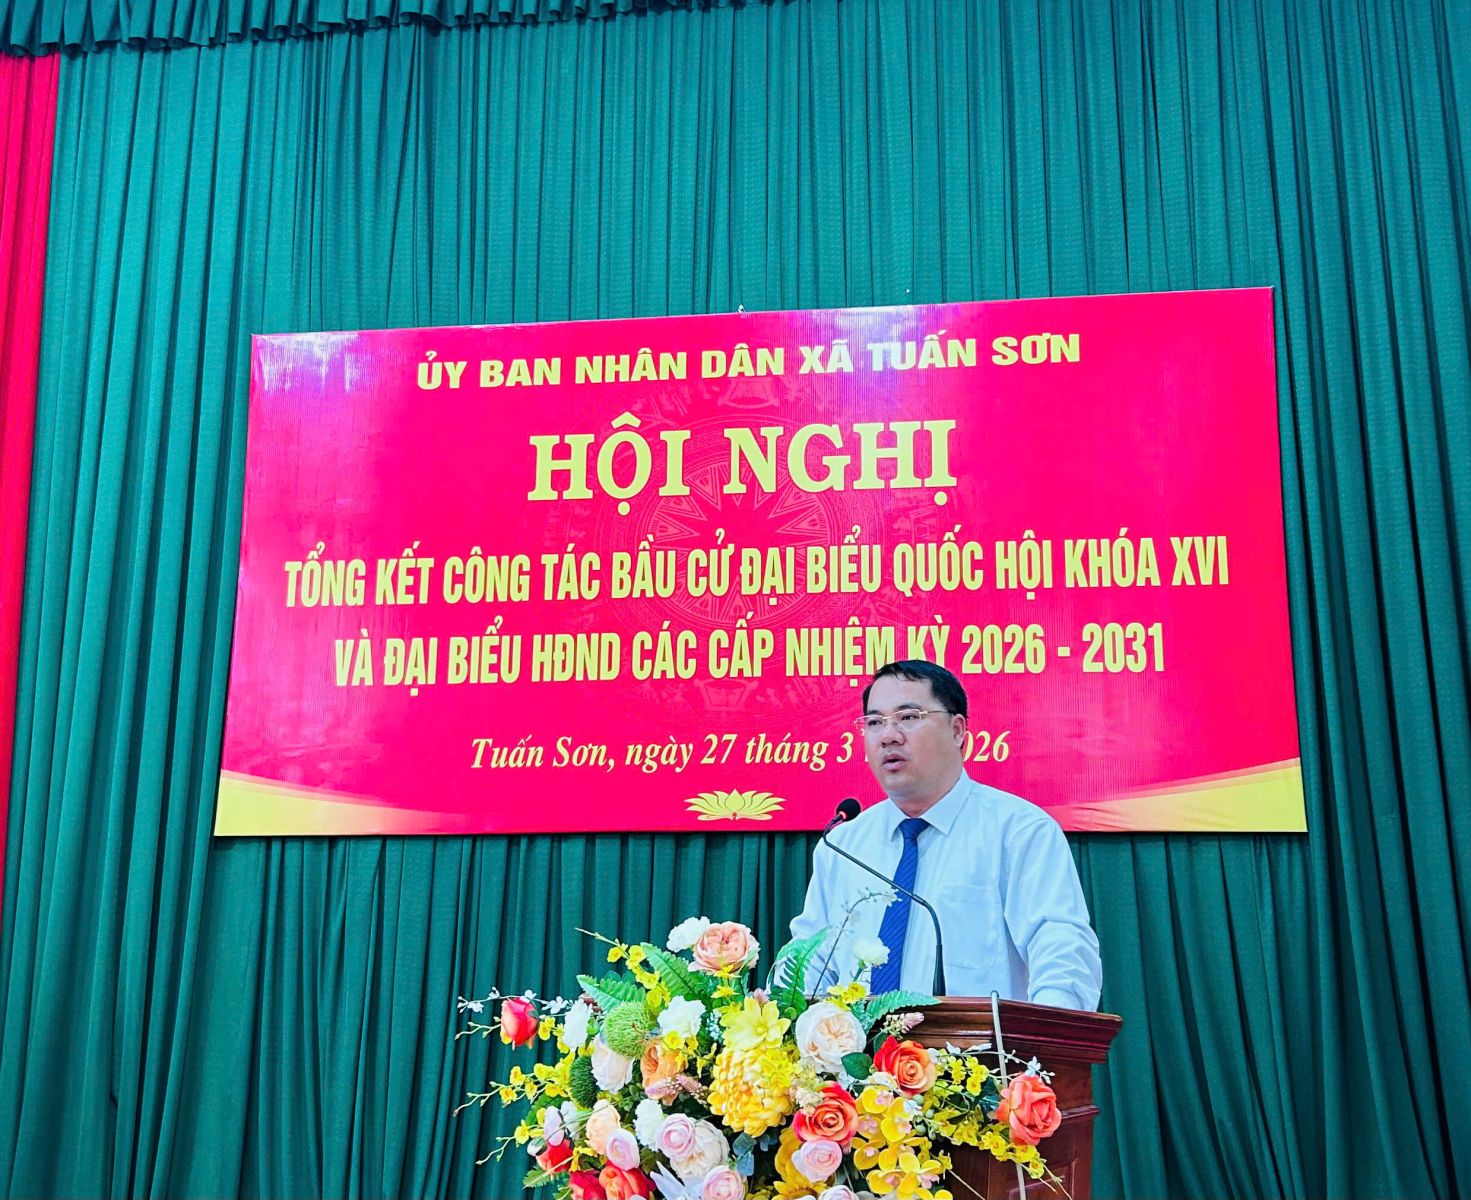 ỦY BAN NHÂN DÂN XÃ TUẤN SƠN
HỘI NGHỊ
TỔNG KẾT CÔNG TÁC BẦU CỬ ĐẠI BIỂU QUỐC HỘI KHÓA XVI
VÀ ĐẠI BIỂU HĐND CÁC CẤP NHIỆM KỲ 2026 - 2031
Tuấn Sơn, ngày 27 tháng 3 026